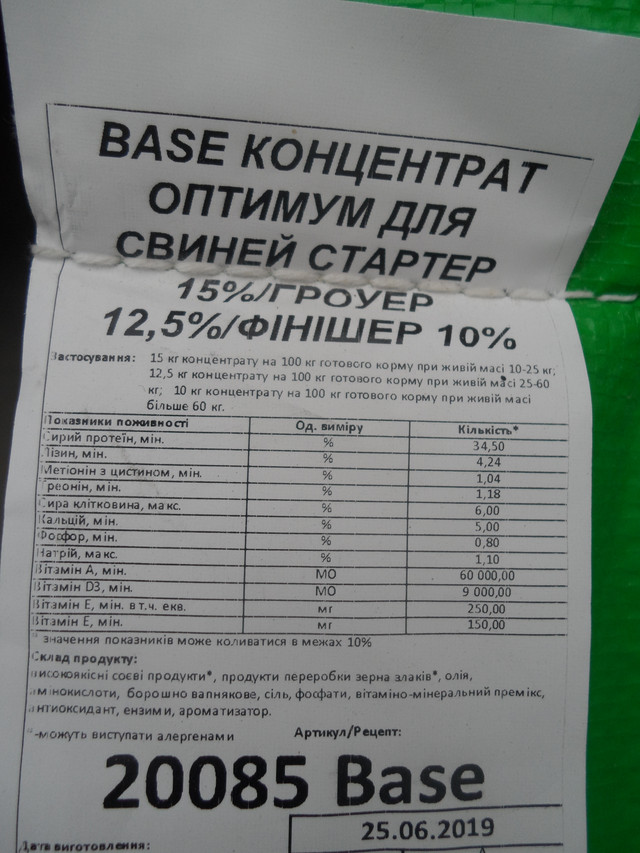 BASE КОНЦЕНТРАТ
ОПТИМУМ ДЛЯ
СВИНЕЙ СТАРТЕР
15%/ГРОУЕР
12,5%/ФІНІШЕР 10%
Застосування: 15 кг концентрату на 100 кг готового корму при живій масі 10-25 кг;
12,5 кг концентрату на 100 кг готового корму при живій масі 25-60
кг; 10 кг концентрату на 100 кг готового корму при живій масі
більше 60 кг.
Показники поживності Од. виміру Кількість*
Сирий протеїн, мін. % 34,50
Лізин, мін. % 4,24
Метіонін з цистином, мін. % 1,04
Треонін, мін. % 1,18
Сира клітковина, макс. % 6,00
Кальцій, мін. % 5,00
Фосфор, мін. % 0,80
Натрій, макс. % 1,10
Вітамін А, мін. МО 60 000,00
Вітамін D3, мін. МО 9 000,00
Вітамін Е, мін. в т.ч. екв. мг 250,00
Вітамін Е, мін. мг 150,00
* значення показників може коливатися в межах 10%
Склад продукту:
високоякісні соєві продукти*, продукти переробки зерна злаків*, олія,
амінокислоти, борошно вапнякове, сіль, фосфати, вітаміно-мінеральний премікс,
антиоксидант, ензими, ароматизатор.
*-можуть виступати алергенами Артикул/Рецепт:
20085 Base
25.06.2019
Дата виготовлення: